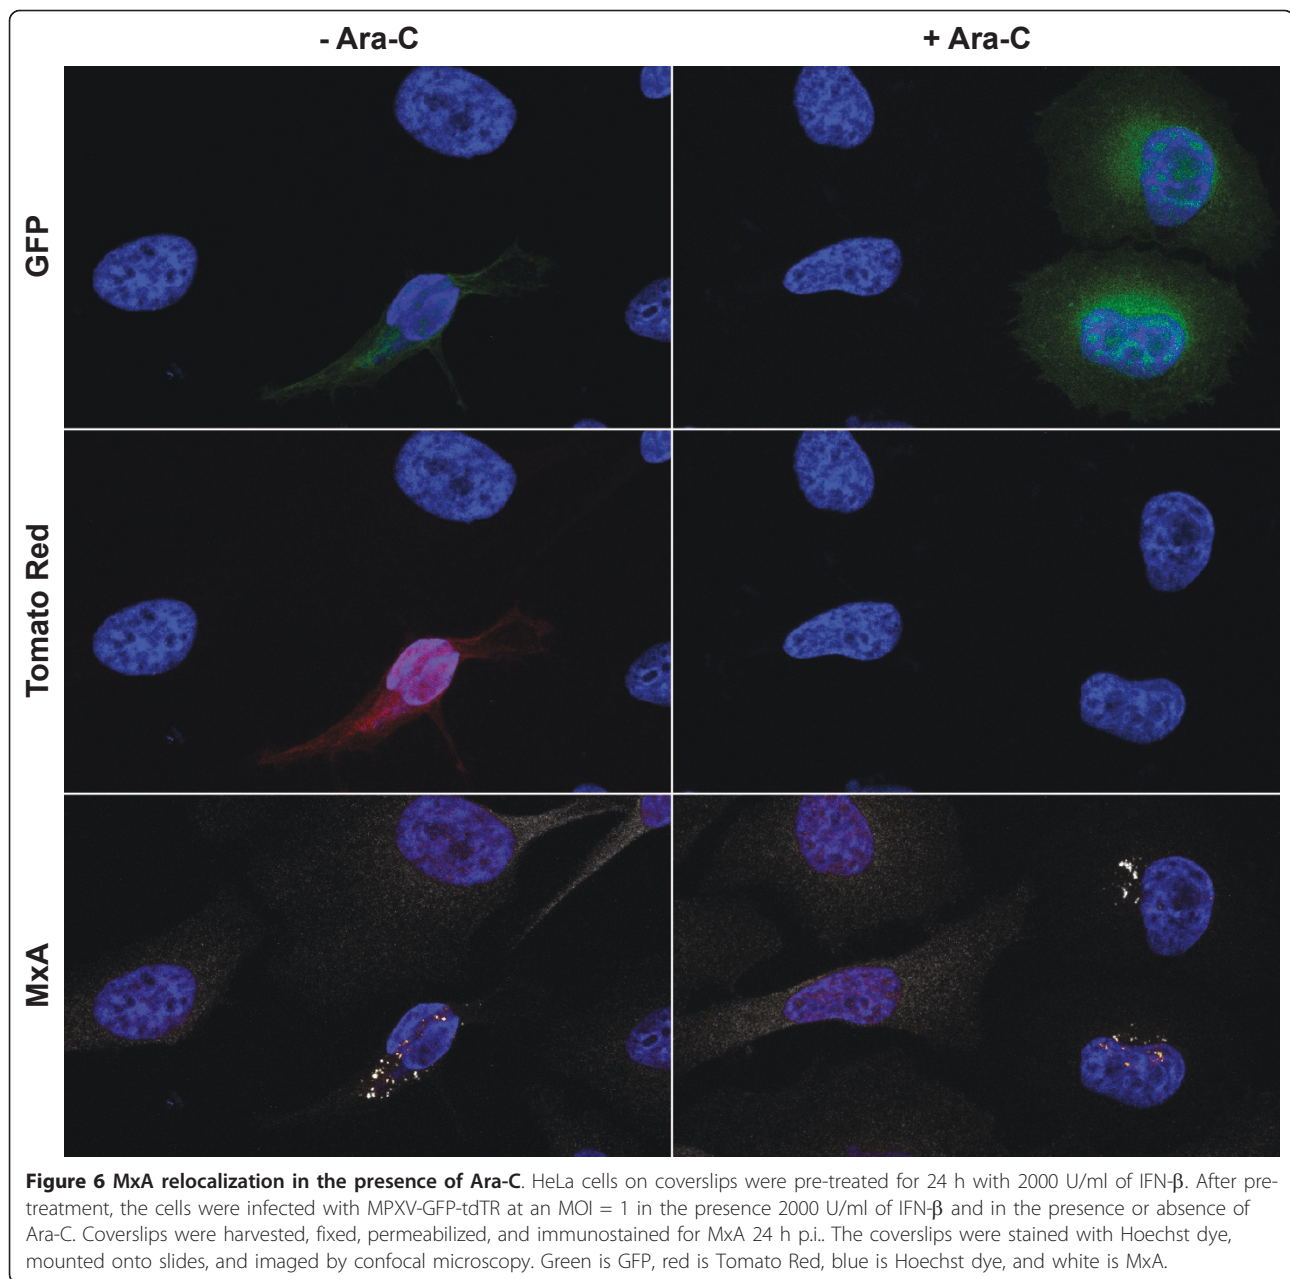 - Ara-C
+ Ara-C
GFP
Tomato Red
MxA
Figure 6 MxA relocalization in the presence of Ara-C. HeLa cells on coverslips were pre-treated for 24 h with 2000 U/ml of IFN-β. After pre-
treatment, the cells were infected with MPXV-GFP-tdTR at an MOI = 1 in the presence 2000 U/ml of IFN-β and in the presence or absence of
Ara-C. Coverslips were harvested, fixed, permeabilized, and immunostained for MxA 24 h p.i.. The coverslips were stained with Hoechst dye,
mounted onto slides, and imaged by confocal microscopy. Green is GFP, red is Tomato Red, blue is Hoechst dye, and white is MxA.